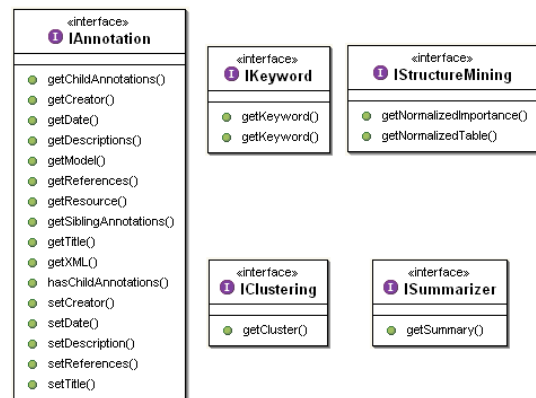 «interface»
I IAnnotation
getChildAnnotations()
getCreator()
getDate()
getDescriptions()
getModel()
getReferences()
getResource()
getSiblingAnnotations()
getTitle()
getXML()
hasChildAnnotations()
setCreator()
setDate()
setDescription()
setReferences()
setTitle()
«interface»
I IKeyword
getKeyword()
getKeyword()
«interface»
I IStructureMining
getNormalizedImportance()
getNormalizedTable()
«interface»
I IClustering
getCluster()
«interface»
I ISummarizer
getSummary()